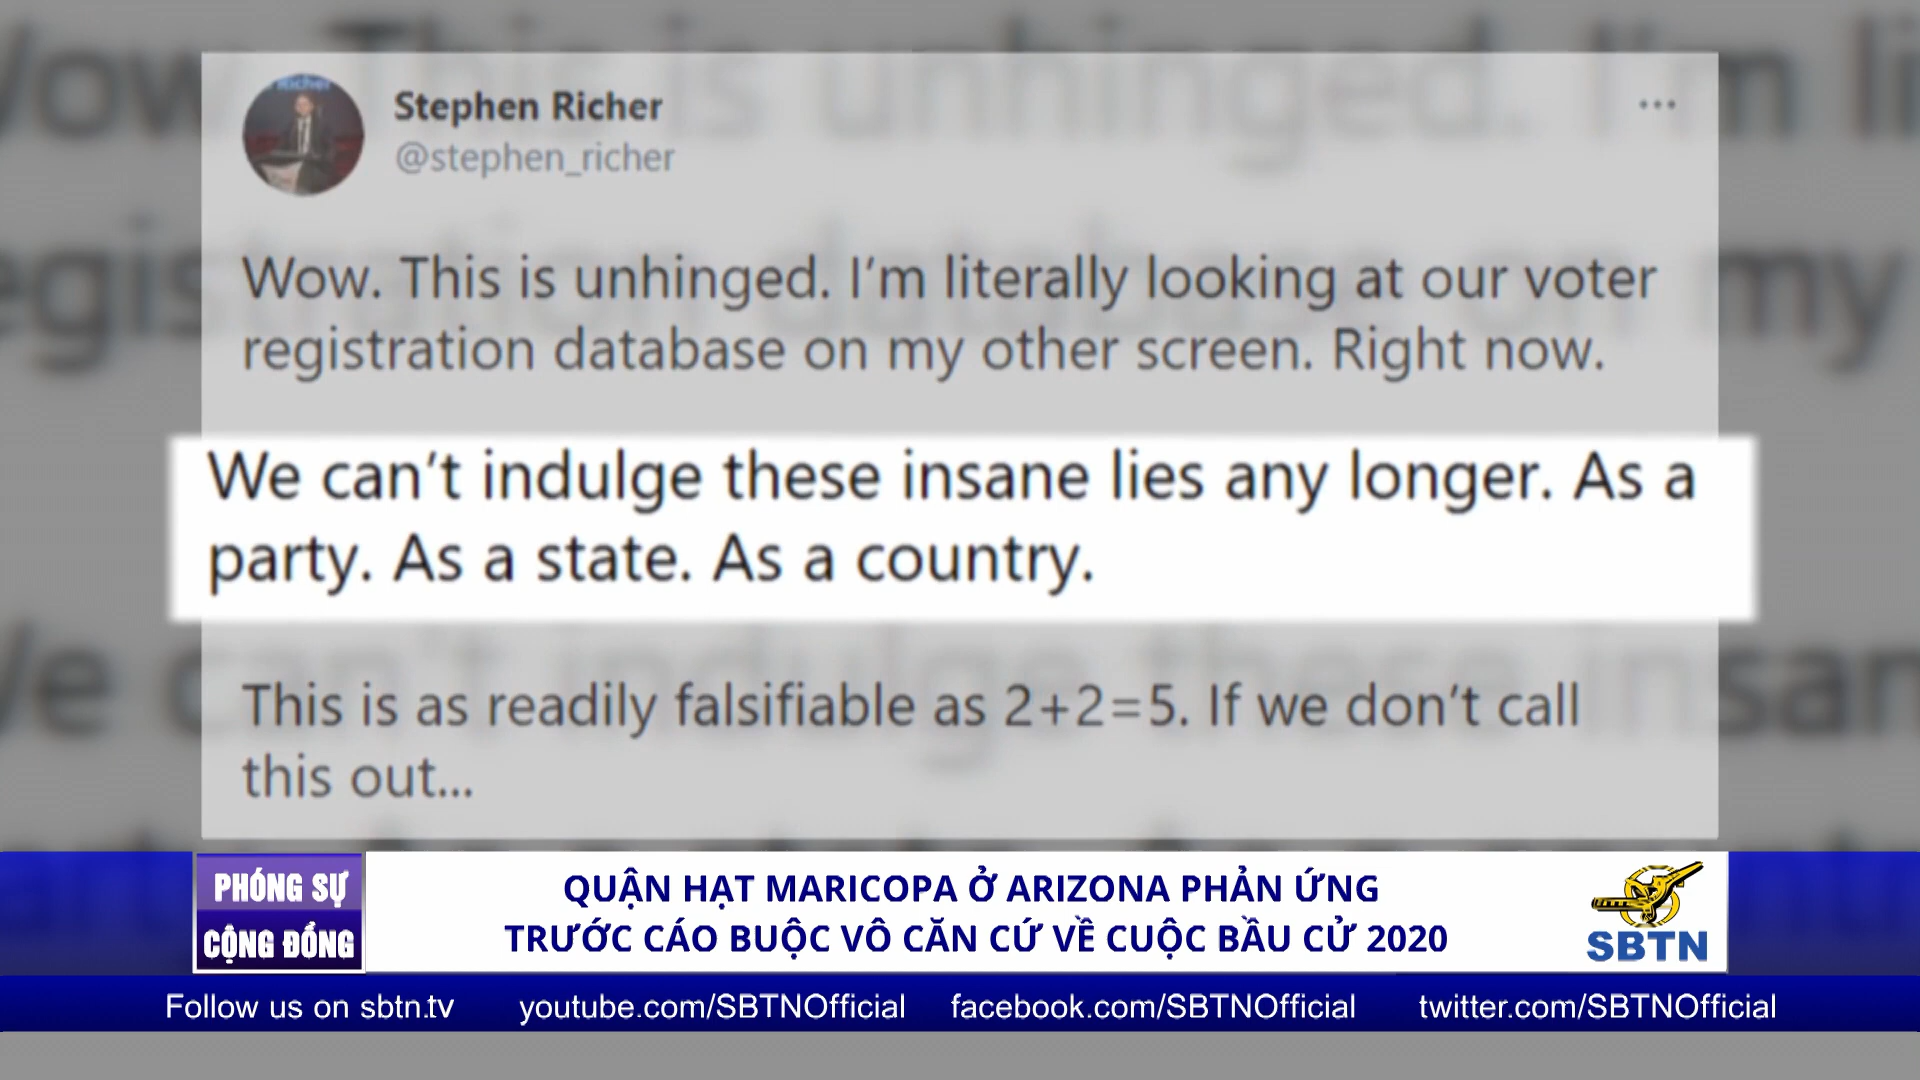 Richer
Stephen Richer
@stephen_richer
Wow. This is unhinged. I’m literally looking at our voter
registration database on my other screen. Right now.
We can’t indulge these insane lies any longer. As a
party. As a state. As a country.
This is as readily falsifiable as 2+2=5. If we don’t call
this out...
PHÓNG SỰ
CỘNG ĐỒNG
QUẬN HẠT MARICOPA Ở ARIZONA PHẢN ỨNG
TRƯỚC CÁO BUỘC VÔ CĂN CỨ VỀ CUỘC BẦU CỬ 2020
SBTN
Follow us on sbtn.tv youtube.com/SBTNOfficial facebook.com/SBTNOfficial twitter.com/SBTNOfficial